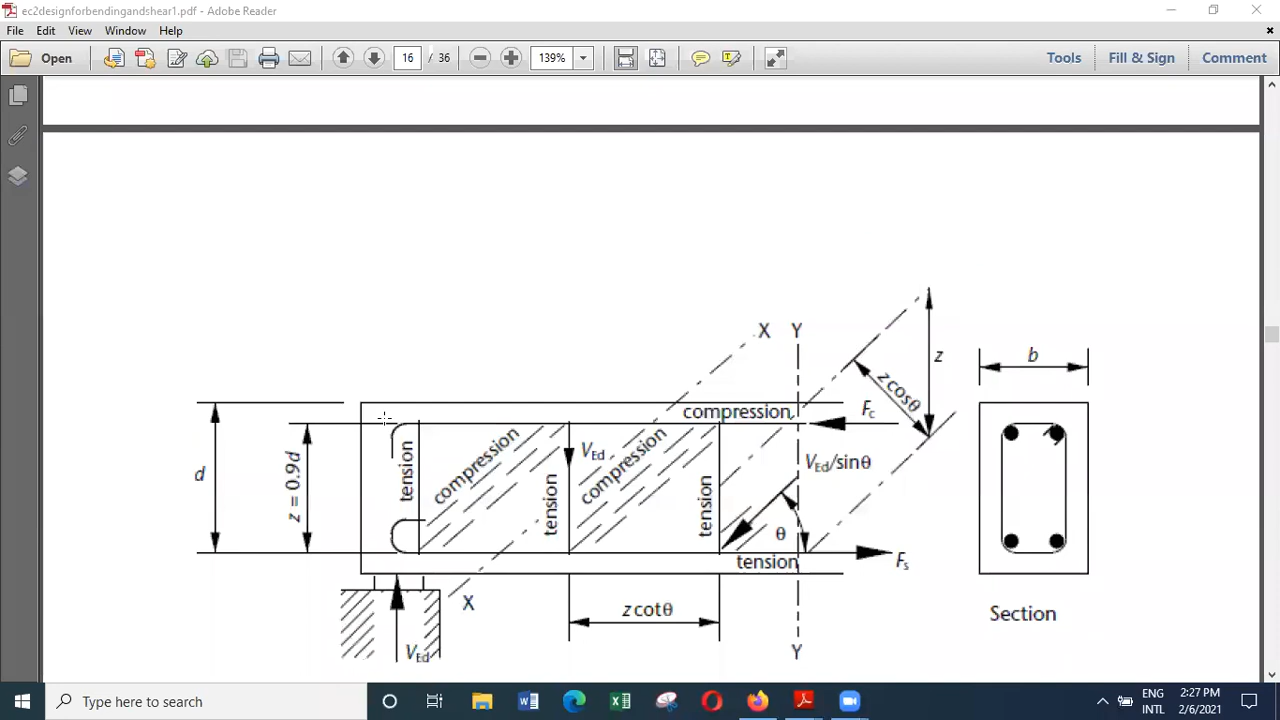 ec2designforbendingandshear1.pdf - Adobe Reader
File Edit View Window Help
Open 16 / 36 139% Tools Fill & Sign Comment
X Y
z
b
z cosθ
compression
Fc
d
z = 0.9d
tension
compression
VEd
tension
compression
tension
VEd/sinθ
θ
tension
Fs
X
z cotθ
Section
VEd
Y
Type here to search
ENG
INTL
2:27 PM
2/6/2021